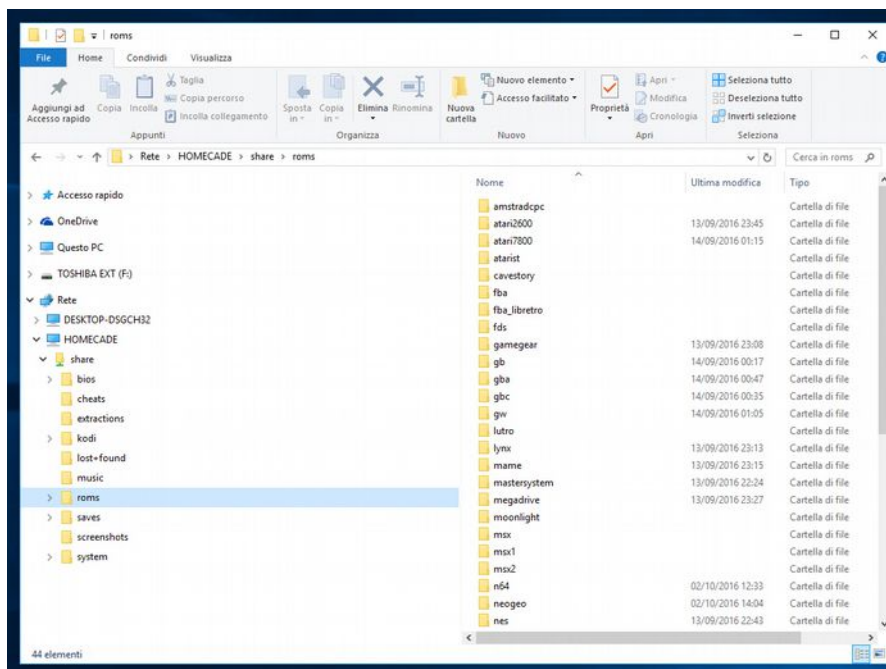 roms
File Home Condividi Visualizza
Aggiungi ad Accesso rapido
Copia
Incolla
Taglia
Copia percorso
Incolla collegamento
Appunti
Sposta in
Copia in
Elimina
Rinomina
Organizza
Nuova cartella
Nuovo elemento
Accesso facilitato
Nuovo
Proprietà
Apri
Modifica
Cronologia
Apri
Seleziona tutto
Deseleziona tutto
Inverti selezione
Seleziona
Rete > HOMECADE > share > roms
Cerca in roms
Accesso rapido
OneDrive
Questo PC
TOSHIBA EXT (F:)
Rete
DESKTOP-DSGCH32
HOMECADE
share
bios
cheats
extractions
kodi
lost+found
music
roms
saves
screenshots
system
Nome Ultima modifica Tipo
amstradcpc Cartella di file
atari2600 13/09/2016 23:45 Cartella di file
atari7800 14/09/2016 01:15 Cartella di file
atarist Cartella di file
cavestory Cartella di file
fba Cartella di file
fba_libretro Cartella di file
fds Cartella di file
gamegear 13/09/2016 23:08 Cartella di file
gb 14/09/2016 00:17 Cartella di file
gba 14/09/2016 00:47 Cartella di file
gbc 14/09/2016 00:35 Cartella di file
gw 14/09/2016 01:05 Cartella di file
lutro Cartella di file
lynx 13/09/2016 23:13 Cartella di file
mame 13/09/2016 23:15 Cartella di file
mastersystem 13/09/2016 22:24 Cartella di file
megadrive 13/09/2016 23:27 Cartella di file
moonlight Cartella di file
msx Cartella di file
msx1 Cartella di file
msx2 Cartella di file
n64 02/10/2016 12:33 Cartella di file
neogeo 02/10/2016 14:04 Cartella di file
nes 13/09/2016 22:43 Cartella di file
44 elementi